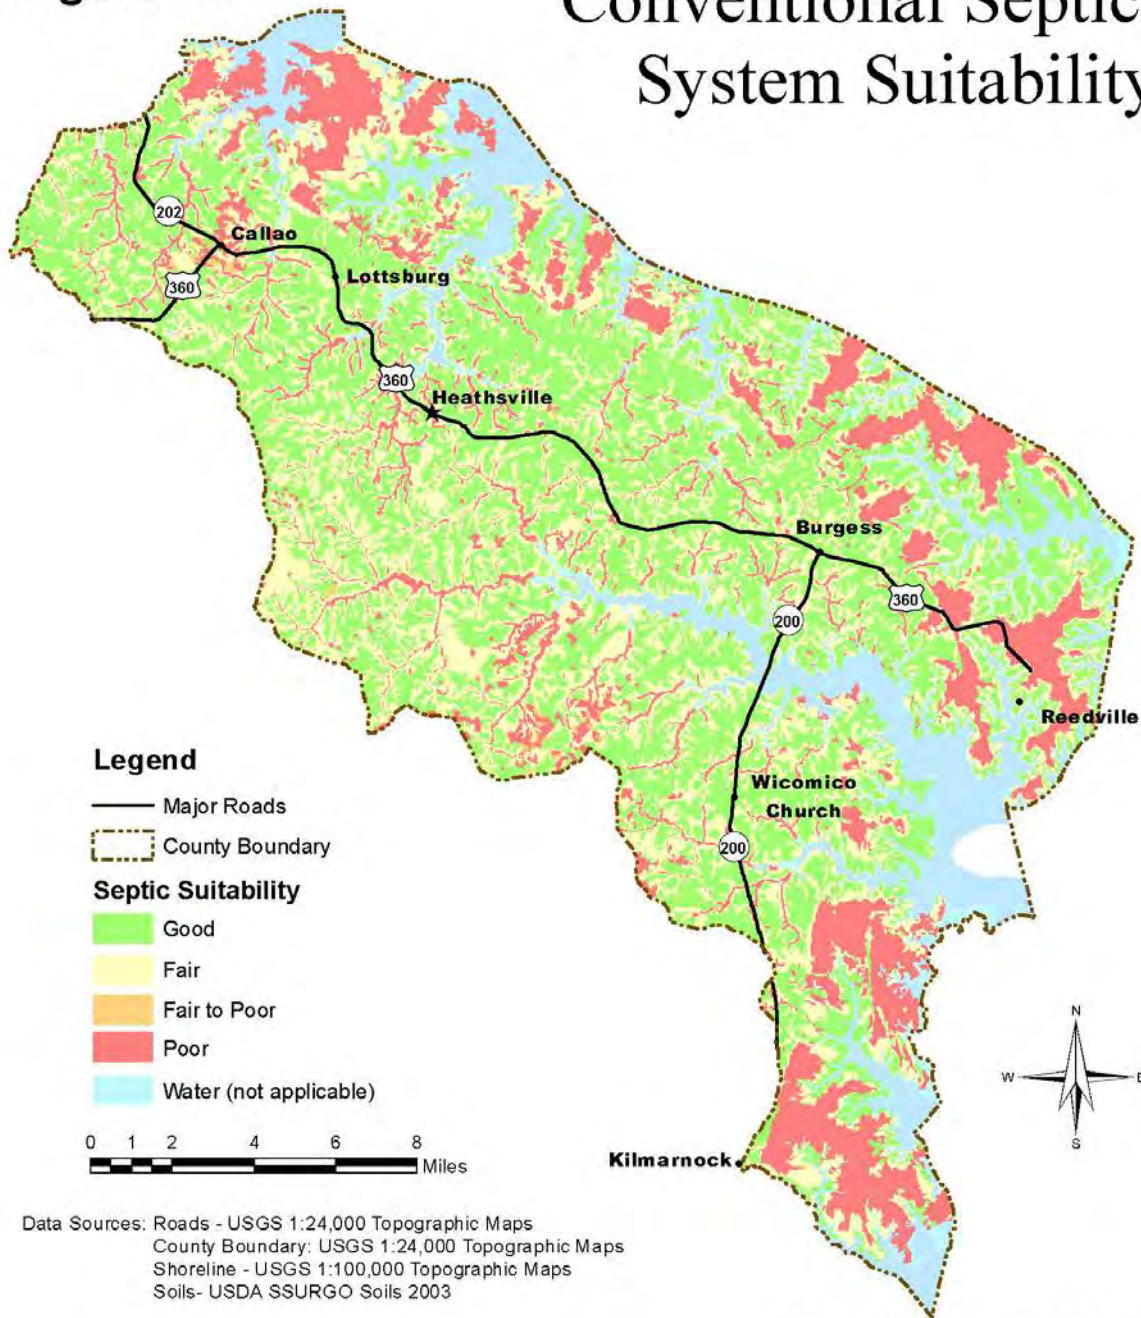 Conventional Septic
System Suitability
202
Callao
360
Lottsburg
360
Heathsville
Burgess
360
200
Reedville
Wicomico
Church
200
Kilmarnock
Legend
Major Roads
County Boundary
Septic Suitability
Good
Fair
Fair to Poor
Poor
Water (not applicable)
0 1 2 4 6 8
Miles
N
W E
S
Data Sources: Roads - USGS 1:24,000 Topographic Maps
County Boundary: USGS 1:24,000 Topographic Maps
Shoreline - USGS 1:100,000 Topographic Maps
Soils- USDA SSURGO Soils 2003